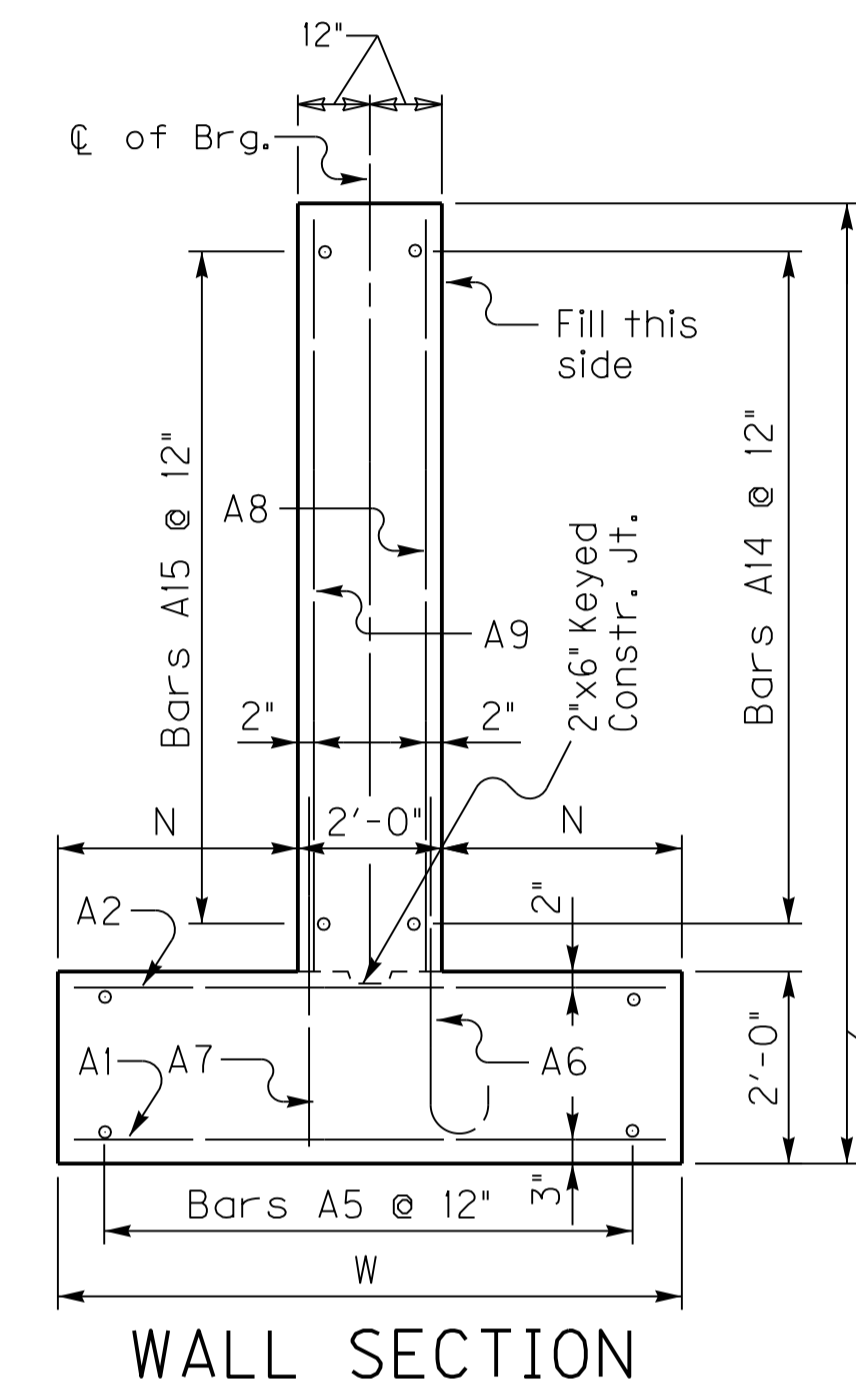 12"
℄ of Brg.
Fill this
side
Bars A15 @ 12"
A8
2"x6" Keyed
Constr. Jt.
Bars A14 @ 12"
A9
2"
2"
N
2'-0"
N
A2
2"
A1
A7
A6
2'-0"
Bars A5 @ 12"
3"
W
WALL SECTION